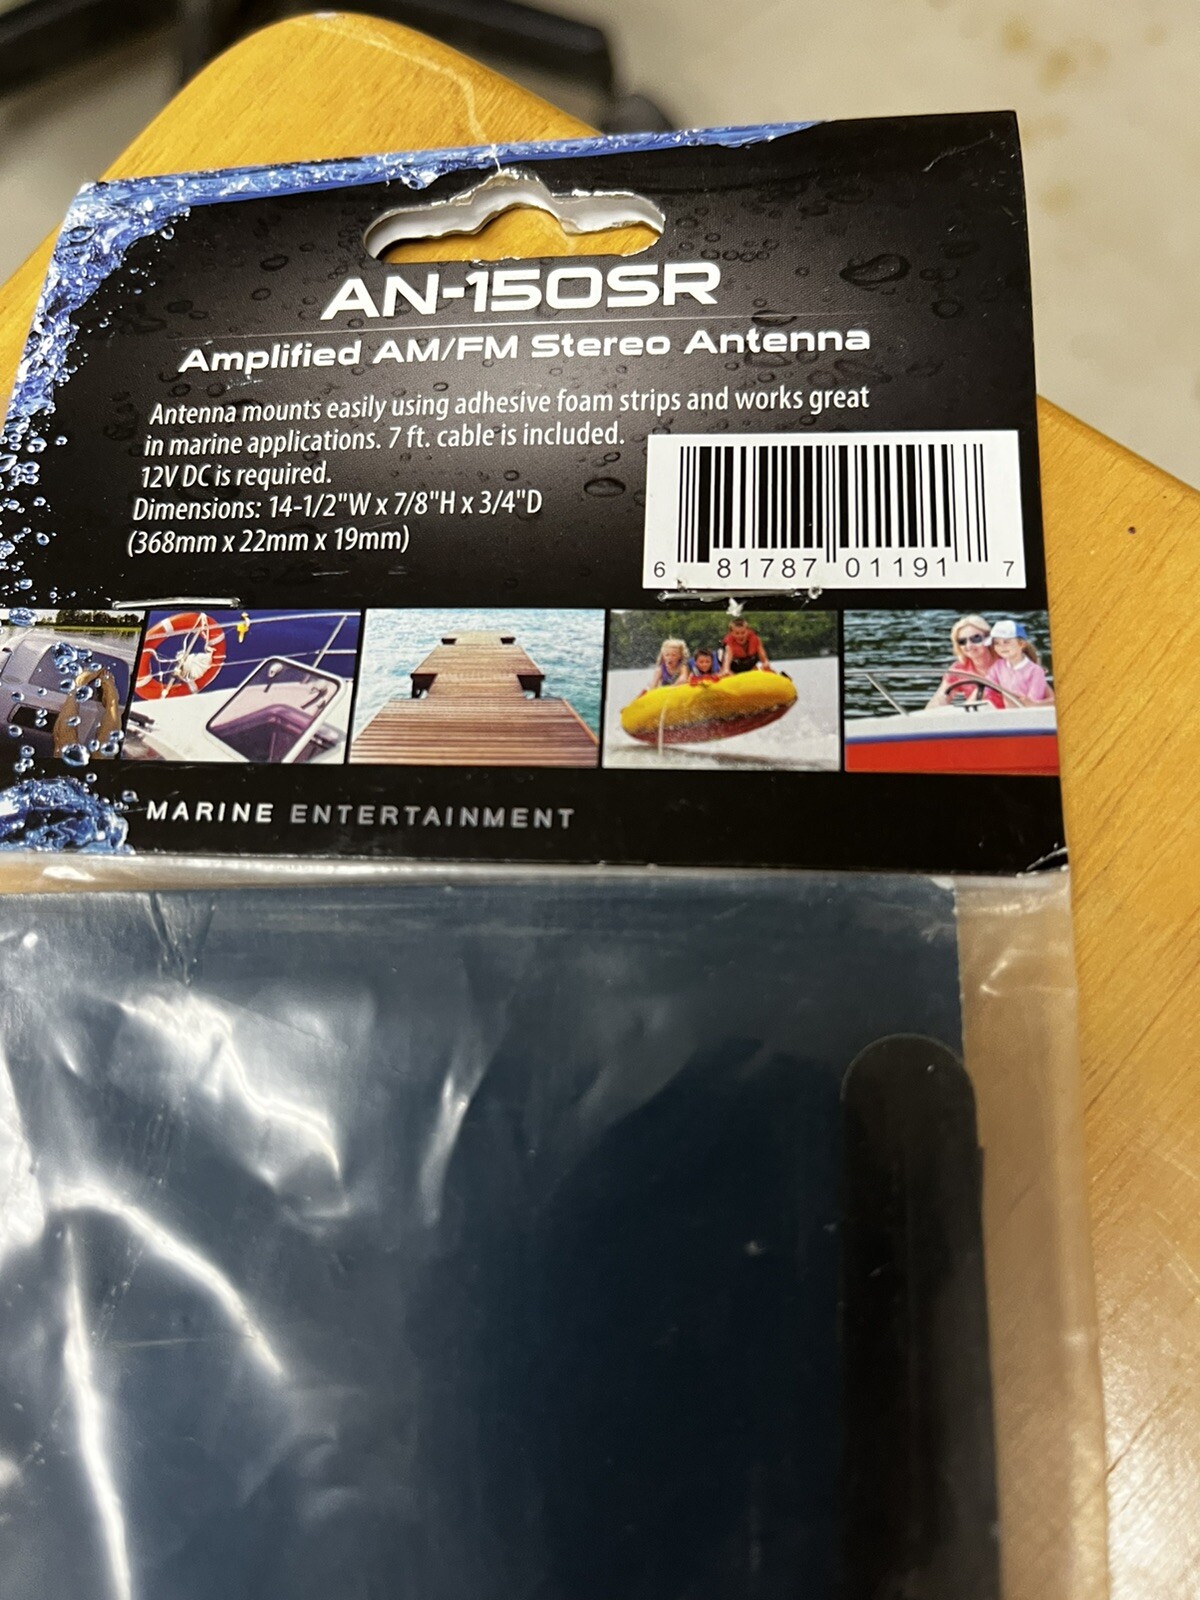 AN-150SR
Amplified AM/FM Stereo Antenna
Antenna mounts easily using adhesive foam strips and works great
in marine applications. 7 ft. cable is included.
12V DC is required.
Dimensions: 14-1/2"W x 7/8"H x 3/4"D
(368mm x 22mm x 19mm)
6 81787 01191 7
MARINE ENTERTAINMENT